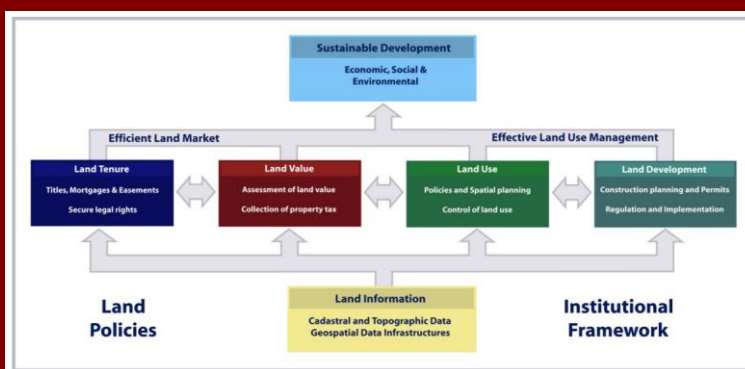 Sustainable Development
Economic, Social &
Environmental
Efficient Land Market
Effective Land Use Management
Land Tenure
Titles, Mortgages & Easements
Secure legal rights
Land Value
Assessment of land value
Collection of property tax
Land Use
Policies and Spatial planning
Control of land use
Land Development
Construction planning and Permits
Regulation and Implementation
Land
Policies
Land Information
Cadastral and Topographic Data
Geospatial Data Infrastructures
Institutional
Framework